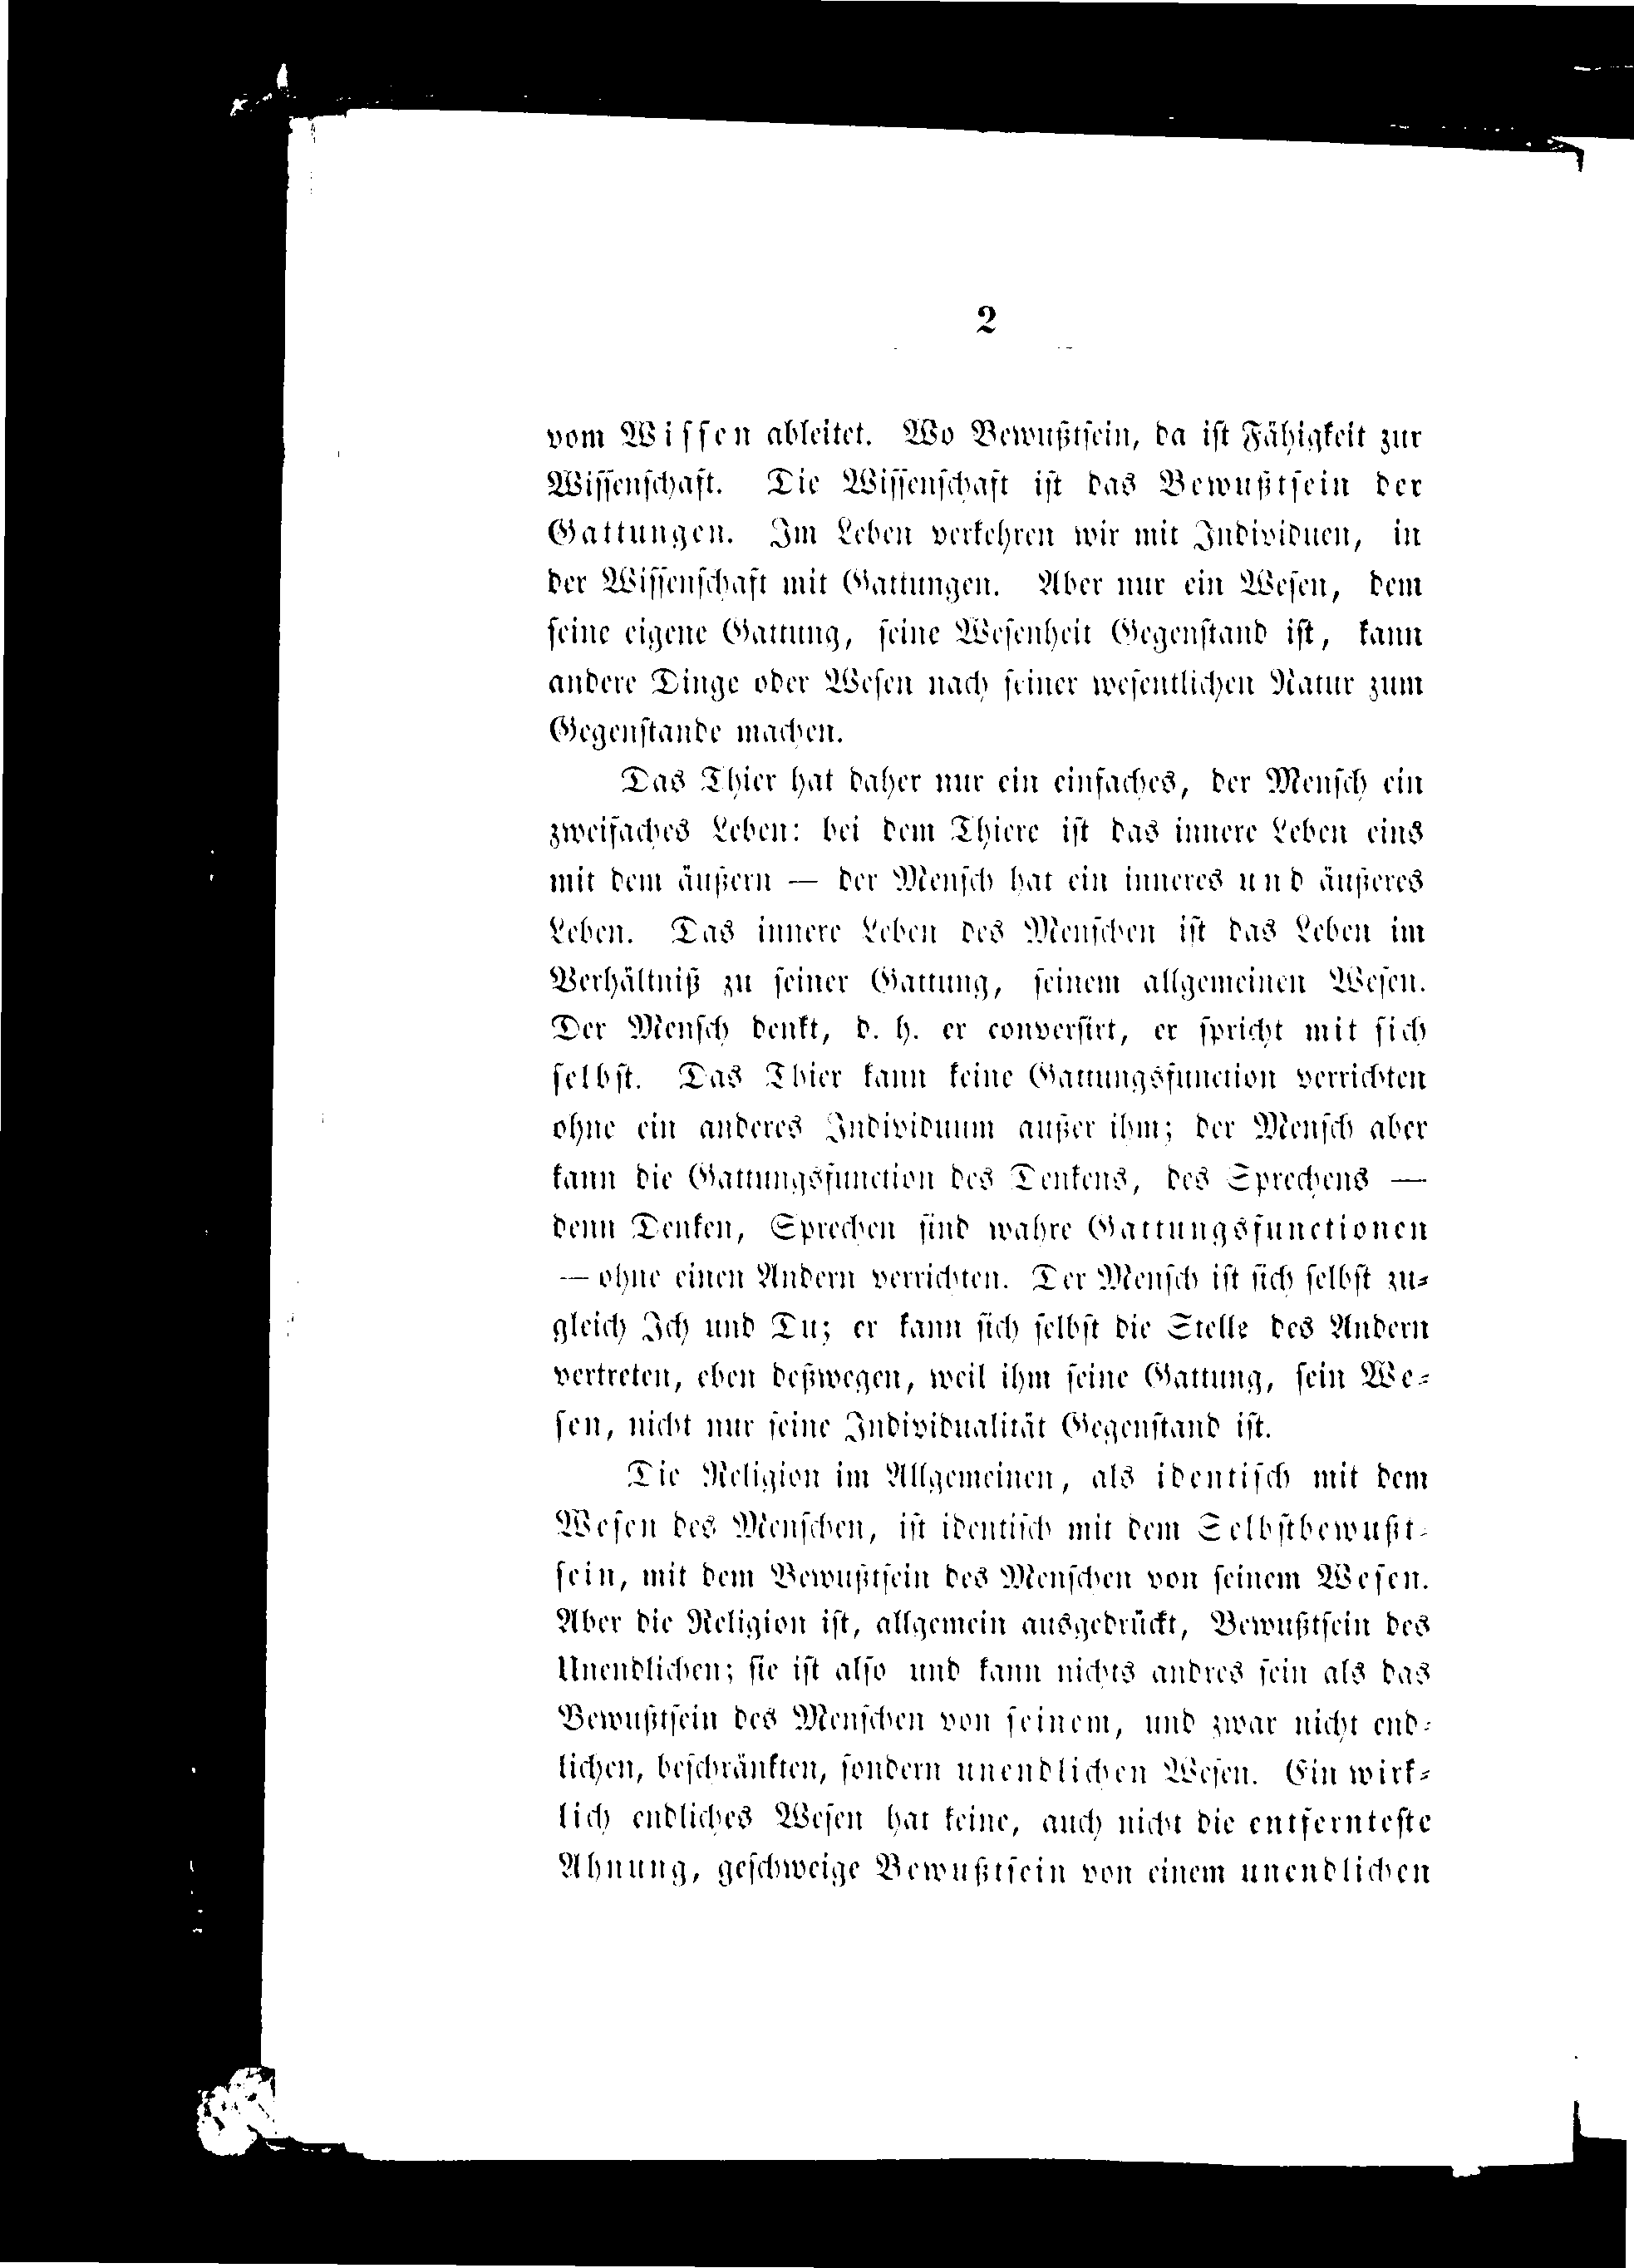 2
vom Wissen ableitet. Wo Bewußtsein, da ist Fähigkeit zur
Wissenschaft. Die Wissenschaft ist das Bewußtsein der
Gattungen. Im Leben verkehren wir mit Individuen, in
der Wissenschaft mit Gattungen. Aber nur ein Wesen, dem
seine eigene Gattung, seine Wesenheit Gegenstand ist, kann
andere Dinge oder Wesen nach seiner wesentlichen Natur zum
Gegenstande machen.
Das Thier hat daher nur ein einfaches, der Mensch ein
zweifaches Leben: bei dem Thiere ist das innere Leben eins
mit dem äußern — der Mensch hat ein inneres und äußeres
Leben. Das innere Leben des Menschen ist das Leben im
Verhältniß zu seiner Gattung, seinem allgemeinen Wesen.
Der Mensch denkt, d. h. er conversirt, er spricht mit sich
selbst. Das Thier kann keine Gattungsfunction verrichten
ohne ein anderes Individuum außer ihm; der Mensch aber
kann die Gattungsfunction des Denkens, des Sprechens —
denn Denken, Sprechen sind wahre Gattungsfunctionen
— ohne einen Andern verrichten. Der Mensch ist sich selbst zu-
gleich Ich und Du; er kann sich selbst die Stelle des Andern
vertreten, eben deßwegen, weil ihm seine Gattung, sein We-
sen, nicht nur seine Individualität Gegenstand ist.
Die Religion im Allgemeinen, als identisch mit dem
Wesen des Menschen, ist identisch mit dem Selbstbewußt-
sein, mit dem Bewußtsein des Menschen von seinem Wesen.
Aber die Religion ist, allgemein ausgedrückt, Bewußtsein des
Unendlichen; sie ist also und kann nichts andres sein als das
Bewußtsein des Menschen von seinem, und zwar nicht end-
lichen, beschränkten, sondern unendlichen Wesen. Ein wirk-
lich endliches Wesen hat keine, auch nicht die entfernteste
Ahnung, geschweige Bewußtsein von einem unendlichen